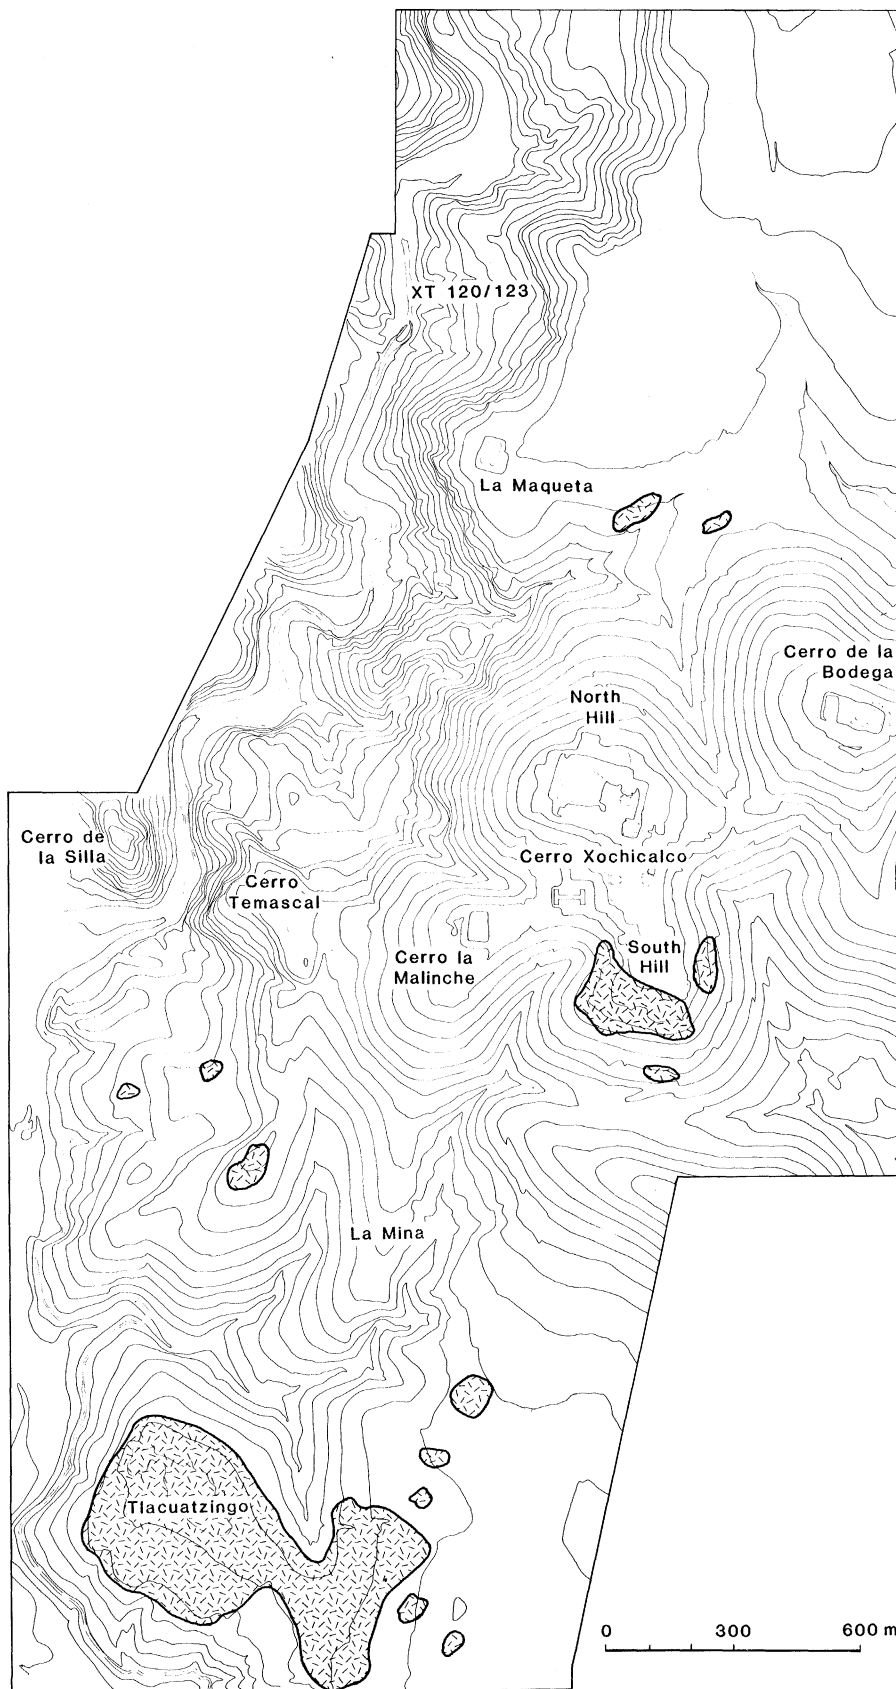 XT 120/123
La Maqueta
Cerro de la
Bodega
North
Hill
Cerro de
la Silla
Cerro Xochicalco
Cerro
Temascal
Cerro la
Malinche
South
Hill
La Mina
Tlacuatzingo
0 300 600 m